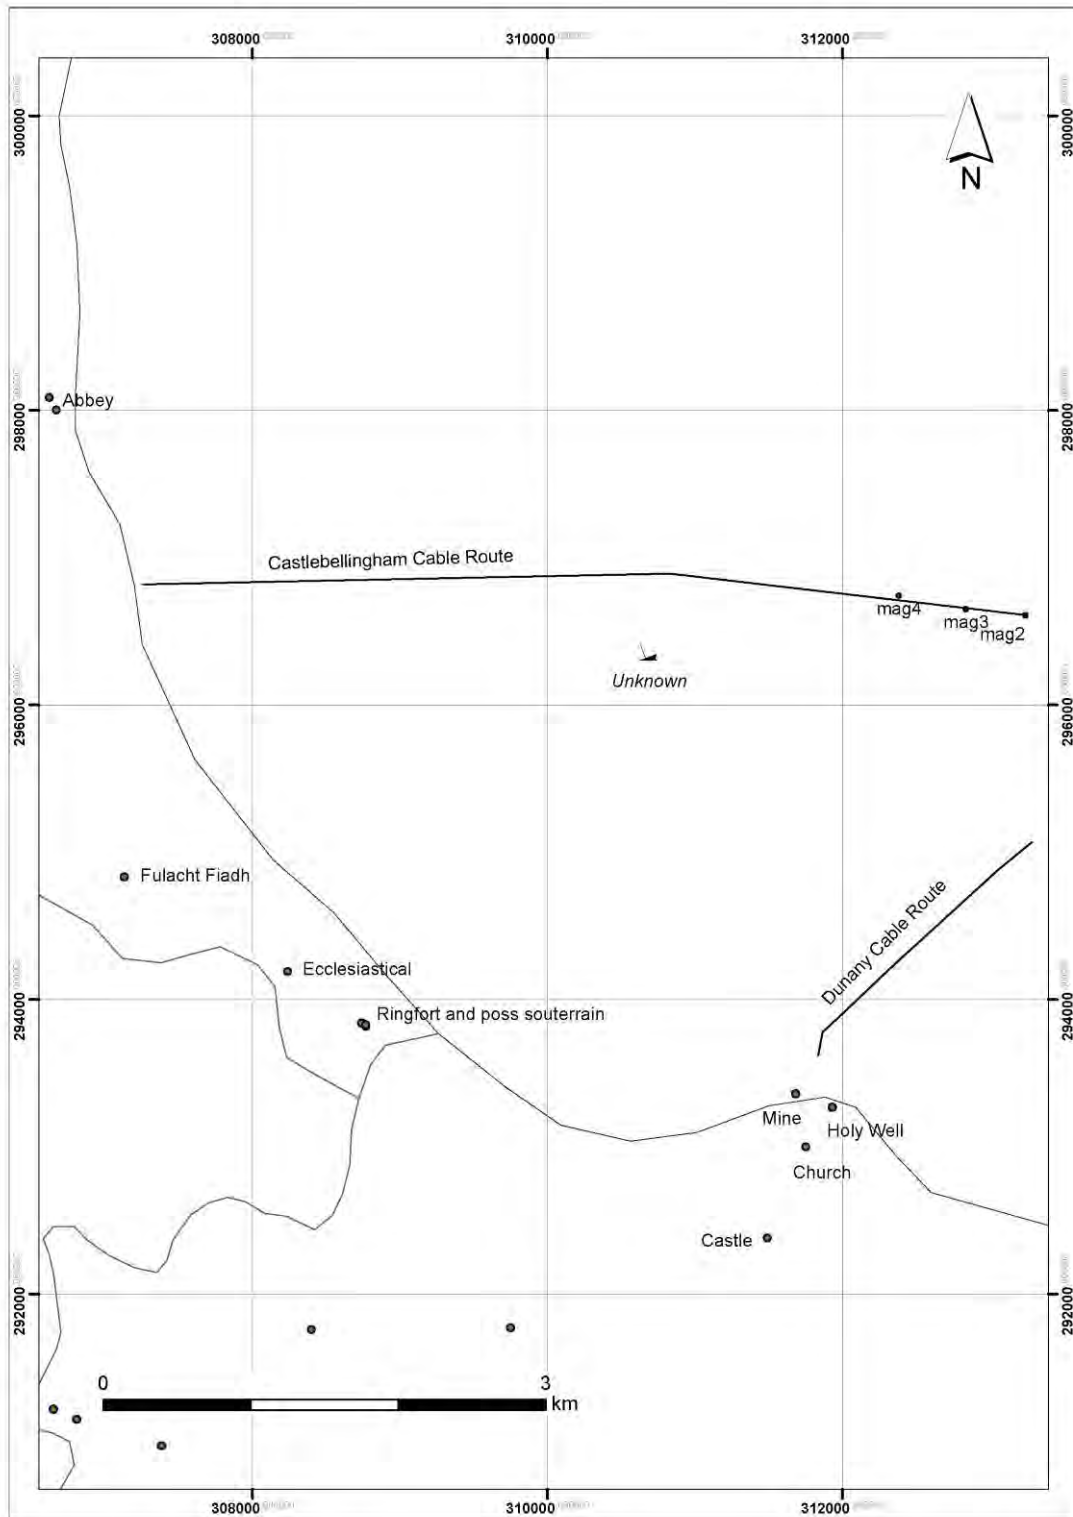 308000
310000
312000
300000
300000
N
298000
Abbey
298000
Castlebellingham Cable Route
mag4
mag3
mag2
Unknown
296000
296000
Fulacht Fiadh
Dunany Cable Route
Ecclesiastical
294000
Ringfort and poss souterrain
294000
Mine
Holy Well
Church
Castle
292000
292000
0
3
km
308000
310000
312000